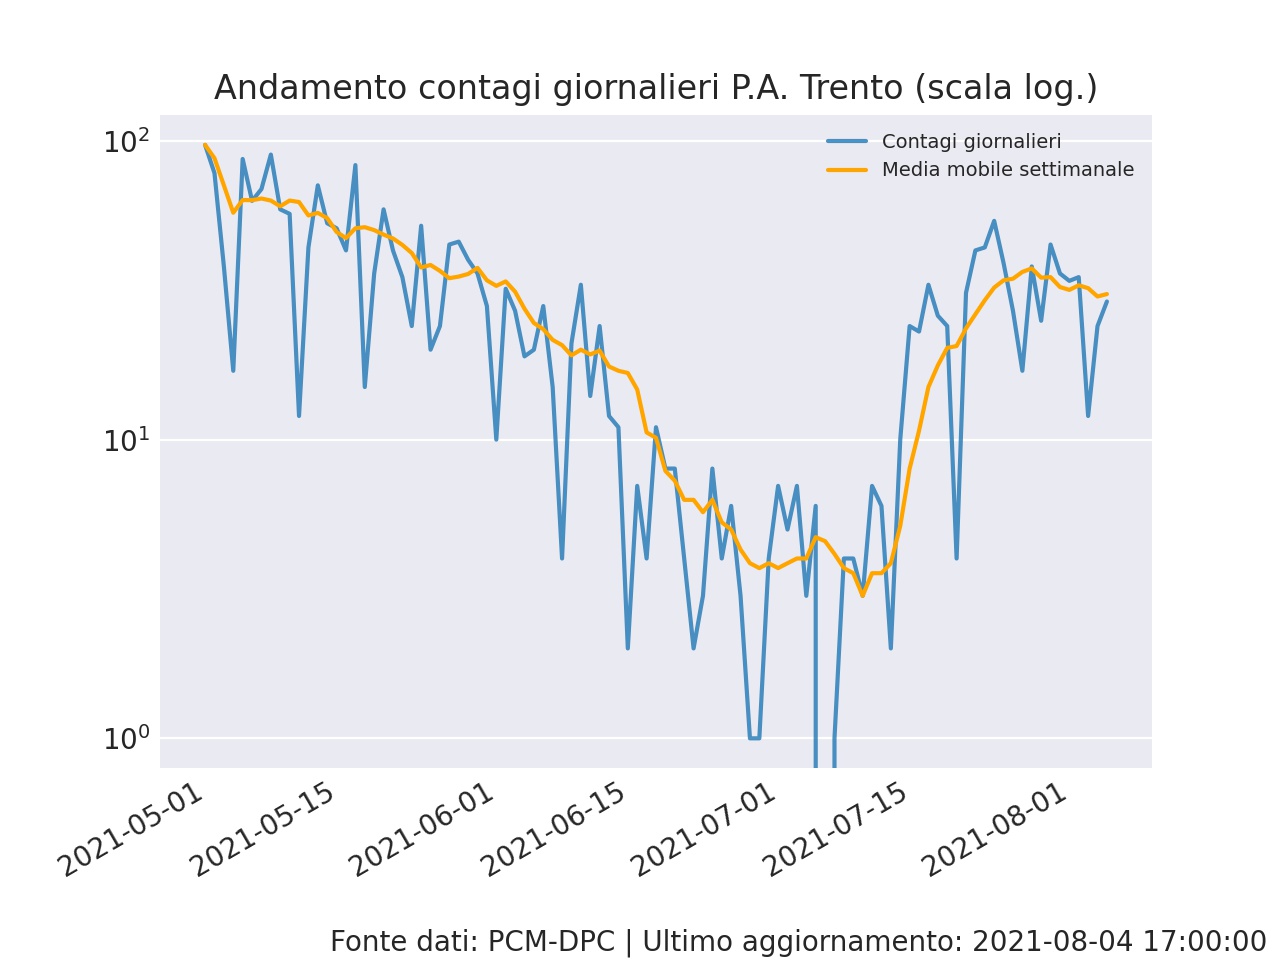 Andamento contagi giornalieri P.A. Trento (scala log.)
Contagi giornalieri
Media mobile settimanale
10²
10¹
10⁰
2021-05-01
2021-05-15
2021-06-01
2021-06-15
2021-07-01
2021-07-15
2021-08-01
Fonte dati: PCM-DPC | Ultimo aggiornamento: 2021-08-04 17:00:00